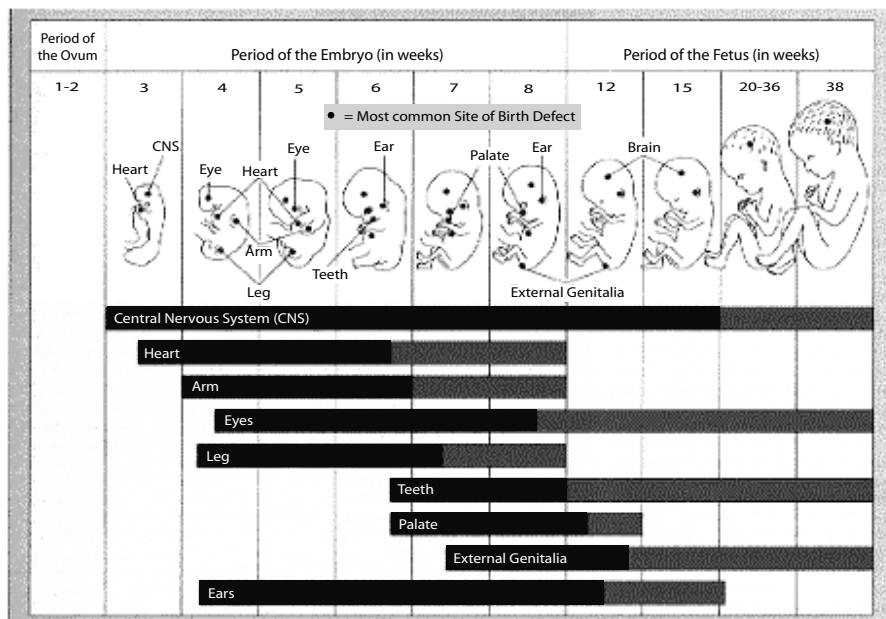 Period of
the Ovum
Period of the Embryo (in weeks)
Period of the Fetus (in weeks)
1-2
3
4
5
6
7
8
12
15
20-36
38
• = Most common Site of Birth Defect
CNS
Heart
Eye
Heart
Eye
Ear
Palate
Ear
Brain
Arm
Teeth
Leg
External Genitalia
Central Nervous System (CNS)
Heart
Arm
Eyes
Leg
Teeth
Palate
External Genitalia
Ears